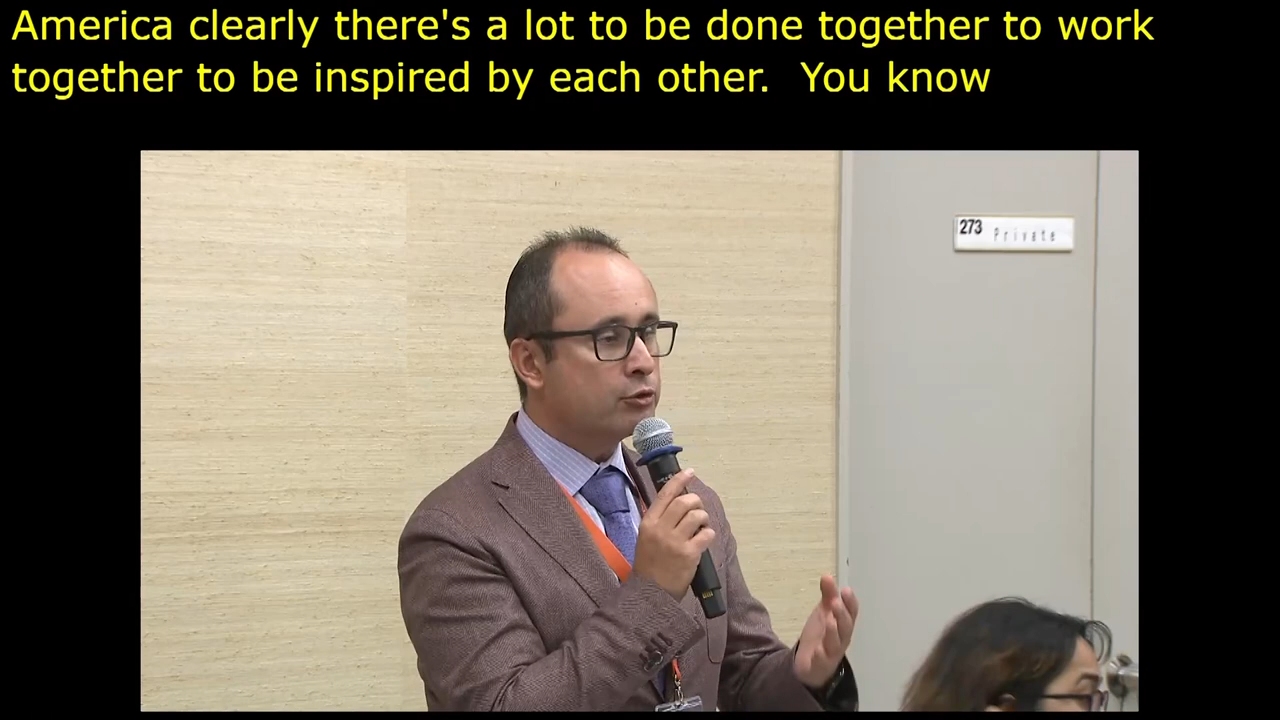 America clearly there's a lot to be done together to work
together to be inspired by each other.  You know
273 Private